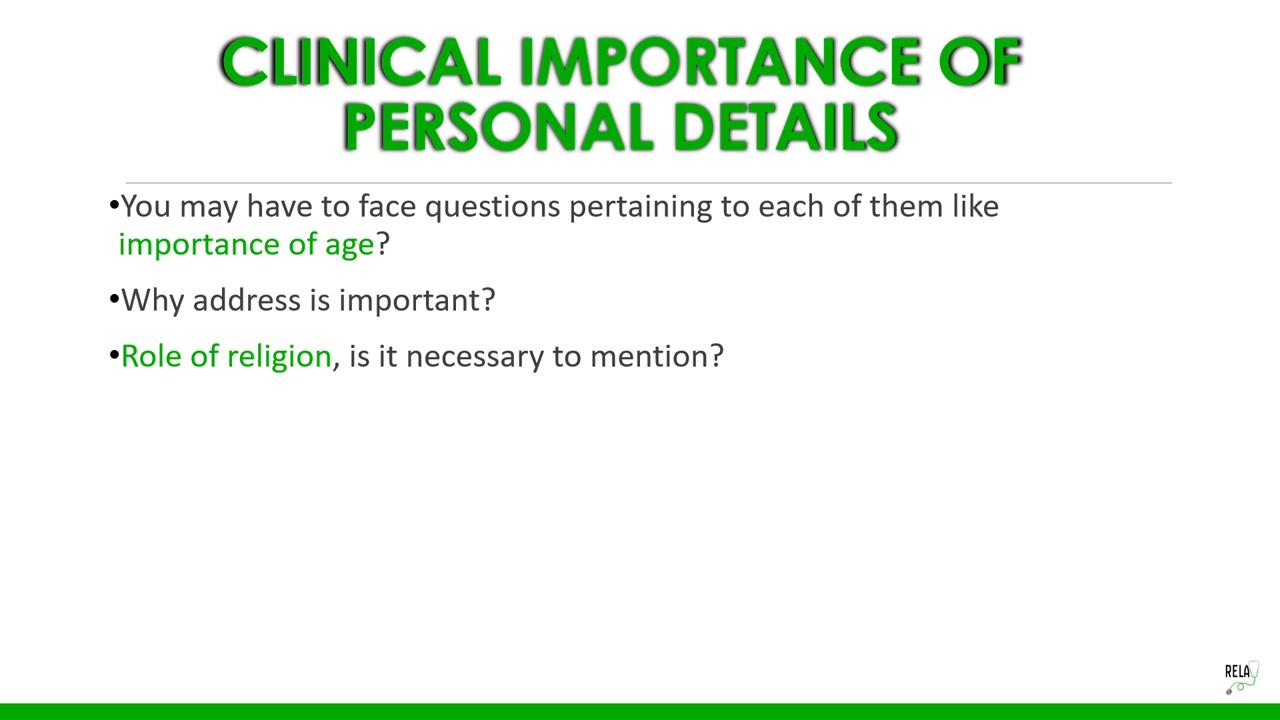 CLINICAL IMPORTANCE OF
PERSONAL DETAILS
•You may have to face questions pertaining to each of them like
importance of age?
•Why address is important?
•Role of religion, is it necessary to mention?
RELAY